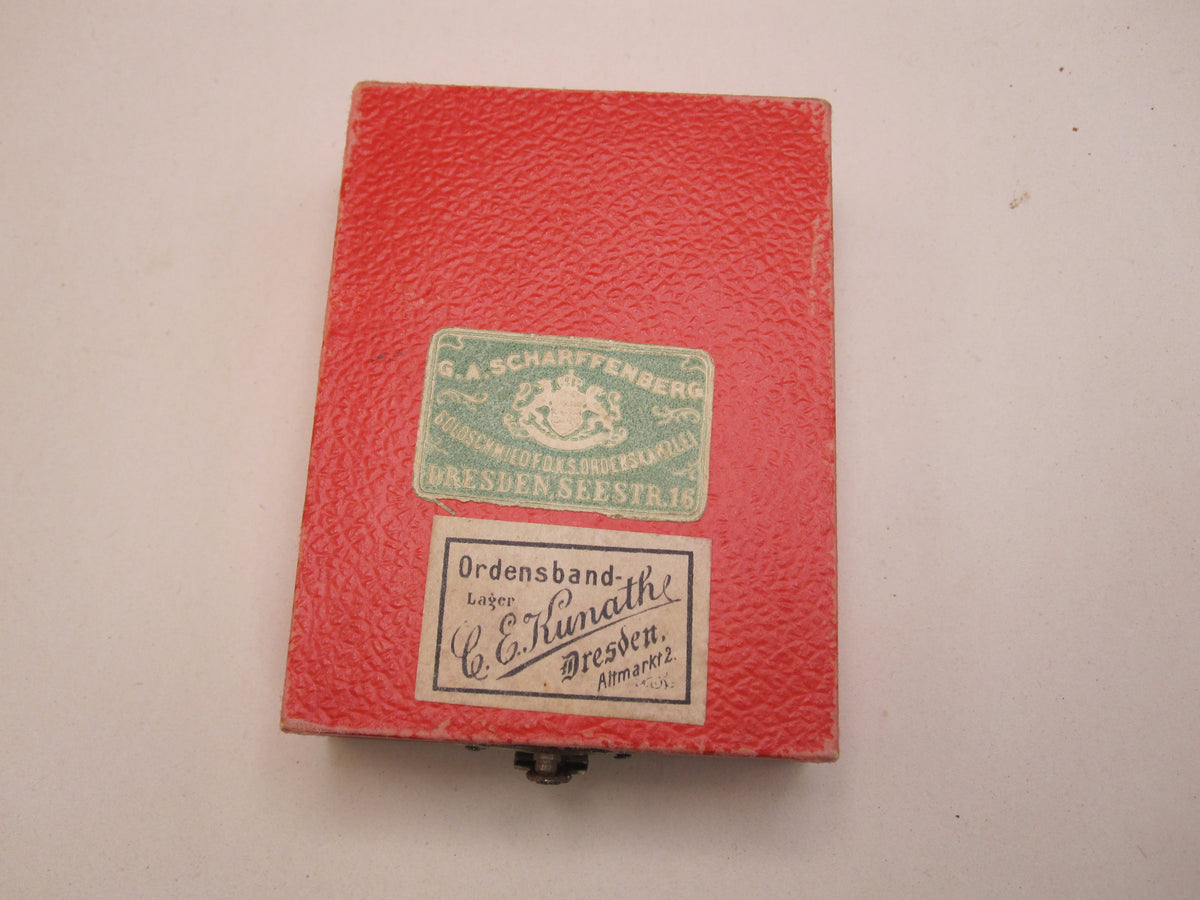 G. A. SCHARFFENBERG
GOLDSCHMIED F.D.K.S. ORDENSKANZLEI
DRESDEN, SEESTR. 16
Ordensband-
Lager
C. E. Kunath
Dresden.
Altmarkt 2.